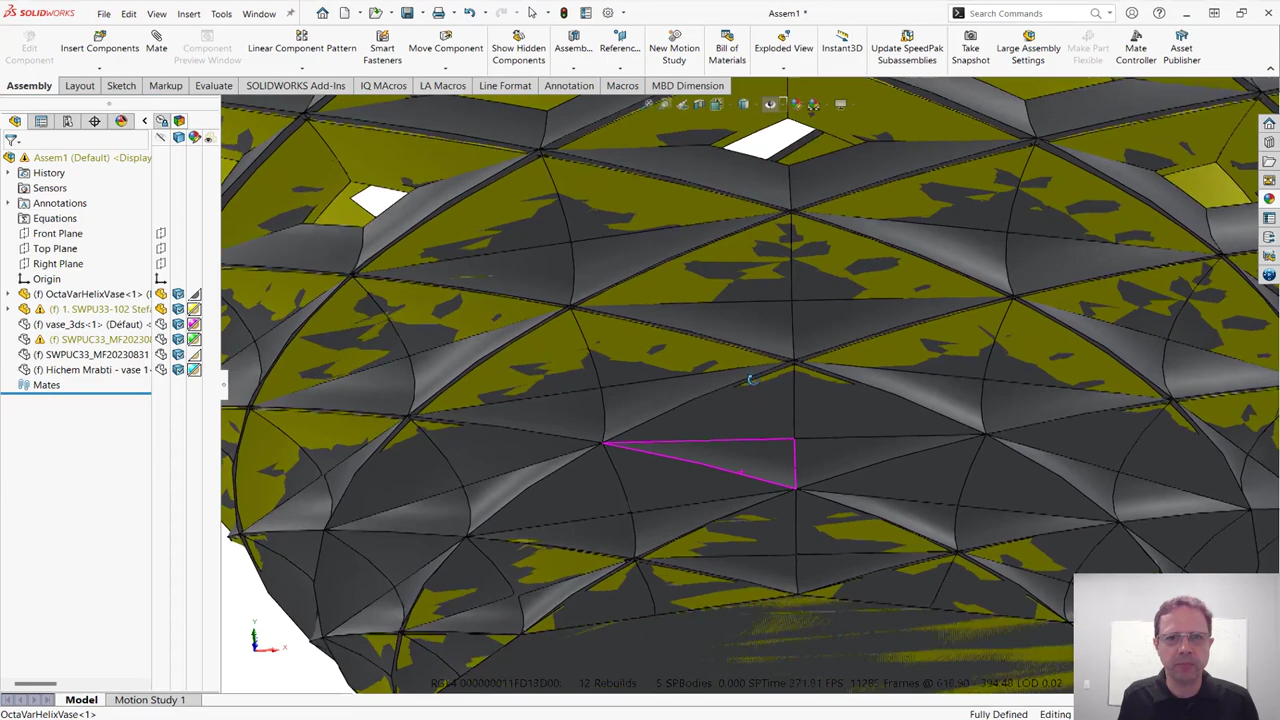 SOLIDWORKS File Edit View Insert Tools Window Assem1 * Search Commands
Edit Component
Insert Components
Mate
Component Preview Window
Linear Component Pattern
Smart Fasteners
Move Component
Show Hidden Components
Assemb...
Referenc...
New Motion Study
Bill of Materials
Exploded View
Instant3D
Update SpeedPak Subassemblies
Take Snapshot
Large Assembly Settings
Make Part Flexible
Mate Controller
Asset Publisher
Assembly Layout Sketch Markup Evaluate SOLIDWORKS Add-Ins IQ MAcros LA Macros Line Format Annotation Macros MBD Dimension
Assem1 (Default) <Display
History
Sensors
Annotations
Equations
Front Plane
Top Plane
Right Plane
Origin
(f) OctaVarHelixVase<1> (
(f) 1. SWPU33-102 Stefa
(f) vase_3ds<1> (Défaut) <
(f) SWPUC33_MF202308
(f) SWPUC33_MF20230831
(f) Hichem Mrabti - vase 1
Mates
Y
X
12 Rebuilds
Model Motion Study 1
OctaVarHelixVase<1>
Fully Defined
Editing